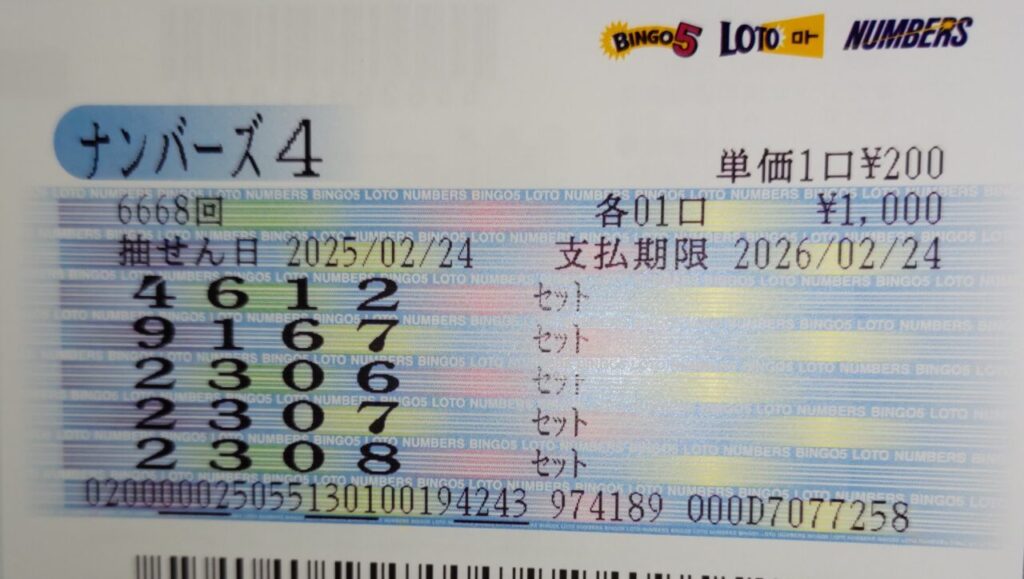 BINGO5 LOTO ロト NUMBERS
ナンバーズ4
単価1口¥200
6668回 各01口 ¥1,000
抽せん日 2025/02/24 支払期限 2026/02/24
4612 セット
9167 セット
2306 セット
2307 セット
2308 セット
020000025055130100194243 974189 000D7077258